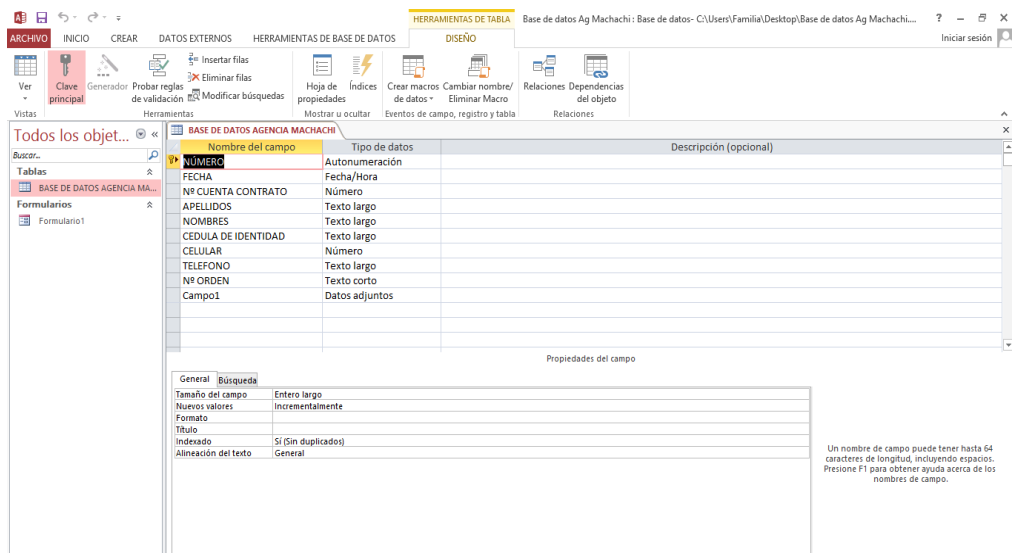 HERRAMIENTAS DE TABLA Base de datos Ag Machachi : Base de datos- C:\Users\Familia\Desktop\Base de datos Ag Machachi.... ?
ARCHIVO INICIO CREAR DATOS EXTERNOS HERRAMIENTAS DE BASE DE DATOS DISEÑO Iniciar sesión
Ver
Clave principal
Generador
Probar reglas de validación
Insertar filas
Eliminar filas
Modificar búsquedas
Hoja de propiedades
Índices
Crear macros de datos
Cambiar nombre/ Eliminar Macro
Relaciones
Dependencias del objeto
Vistas Herramientas Mostrar u ocultar Eventos de campo, registro y tabla Relaciones
Todos los objet... «
Buscar...
Tablas
BASE DE DATOS AGENCIA MA...
Formularios
Formulario1
BASE DE DATOS AGENCIA MACHACHI
Nombre del campo Tipo de datos Descripción (opcional)
NÚMERO Autonumeración
FECHA Fecha/Hora
Nº CUENTA CONTRATO Número
APELLIDOS Texto largo
NOMBRES Texto largo
CEDULA DE IDENTIDAD Texto largo
CELULAR Número
TELEFONO Texto largo
Nº ORDEN Texto corto
Campo1 Datos adjuntos
Propiedades del campo
General Búsqueda
Tamaño del campo Entero largo
Nuevos valores Incrementalmente
Formato
Título
Indexado Sí (Sin duplicados)
Alineación del texto General
Un nombre de campo puede tener hasta 64
caracteres de longitud, incluyendo espacios.
Presione F1 para obtener ayuda acerca de los
nombres de campo.